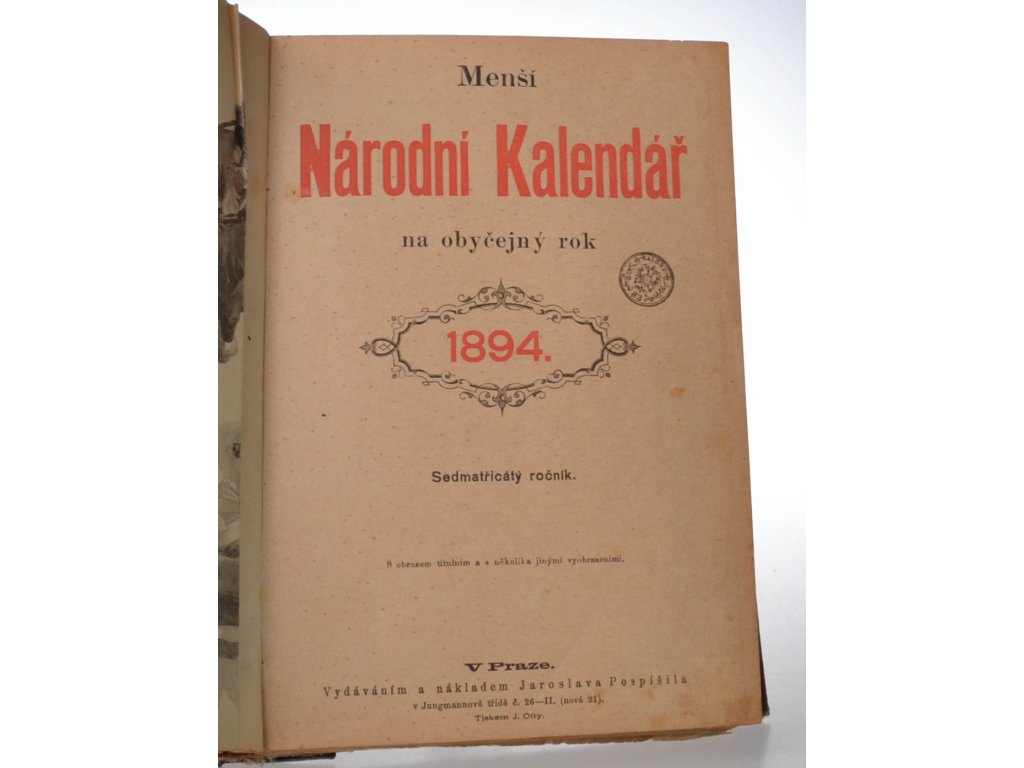 Menší
Národní Kalendář
na obyčejný rok
1894.
Sedmatřicátý ročník.
S obrazem titulním a s několika jinými vyobrazeními.
V Praze.
Vydáváním a nákladem Jaroslava Pospíšila
v Jungmannově třídě č. 26—II. (nové 21).
Tiskem J. Otty.